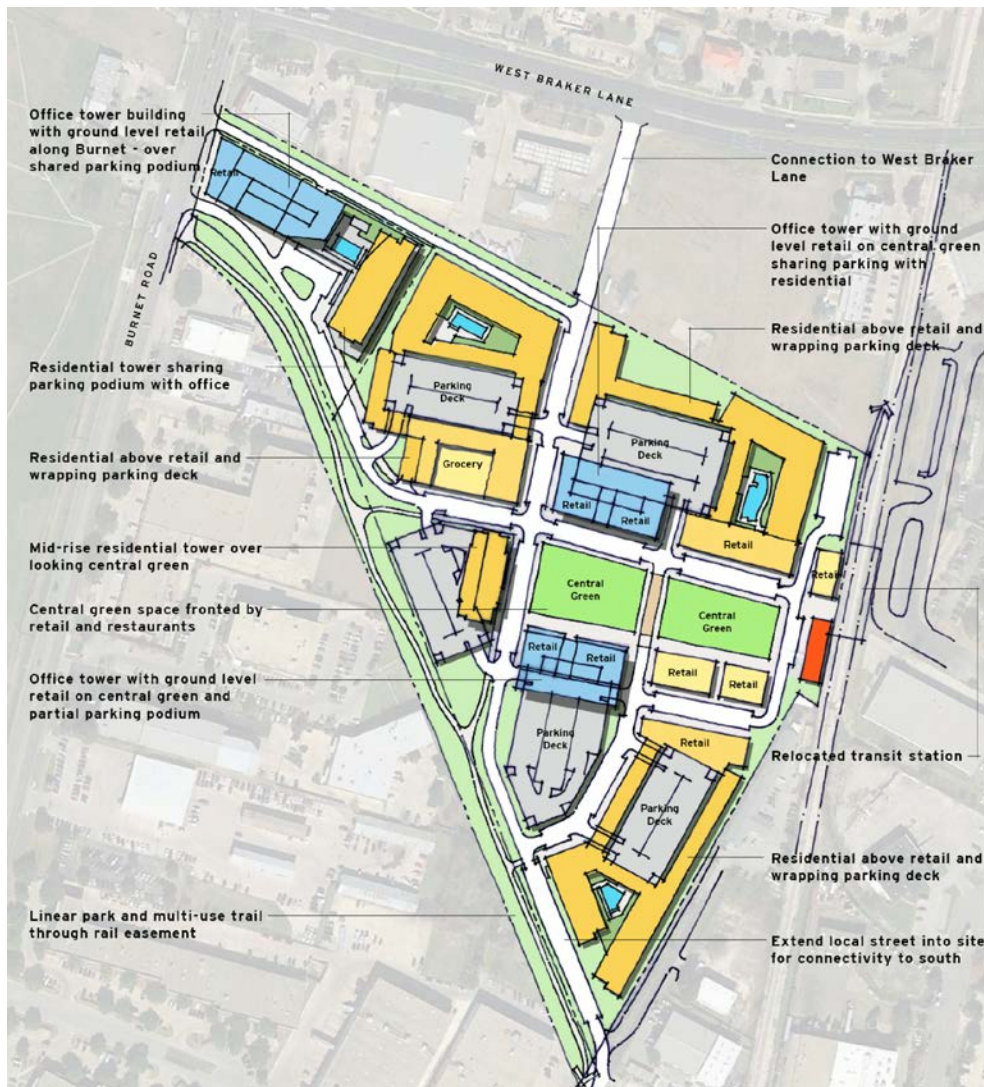 WEST BRAKER LANE
Office tower building
with ground level retail
along Burnet - over
shared parking podium
Retail
BURNET ROAD
Connection to West Braker
Lane
Office tower with ground
level retail on central green
sharing parking with
residential
Residential above retail and
wrapping parking deck
Residential tower sharing
parking podium with office
Parking
Deck
Parking
Deck
Residential above retail and
wrapping parking deck
Grocery
Retail
Retail
Retail
Retail
Mid-rise residential tower over
looking central green
Central green space fronted by
retail and restaurants
Central
Green
Central
Green
Office tower with ground level
retail on central green and
partial parking podium
Retail
Retail
Retail
Retail
Parking
Deck
Retail
Relocated transit station
Parking
Deck
Residential above retail and
wrapping parking deck
Linear park and multi-use trail
through rail easement
Extend local street into site
for connectivity to south